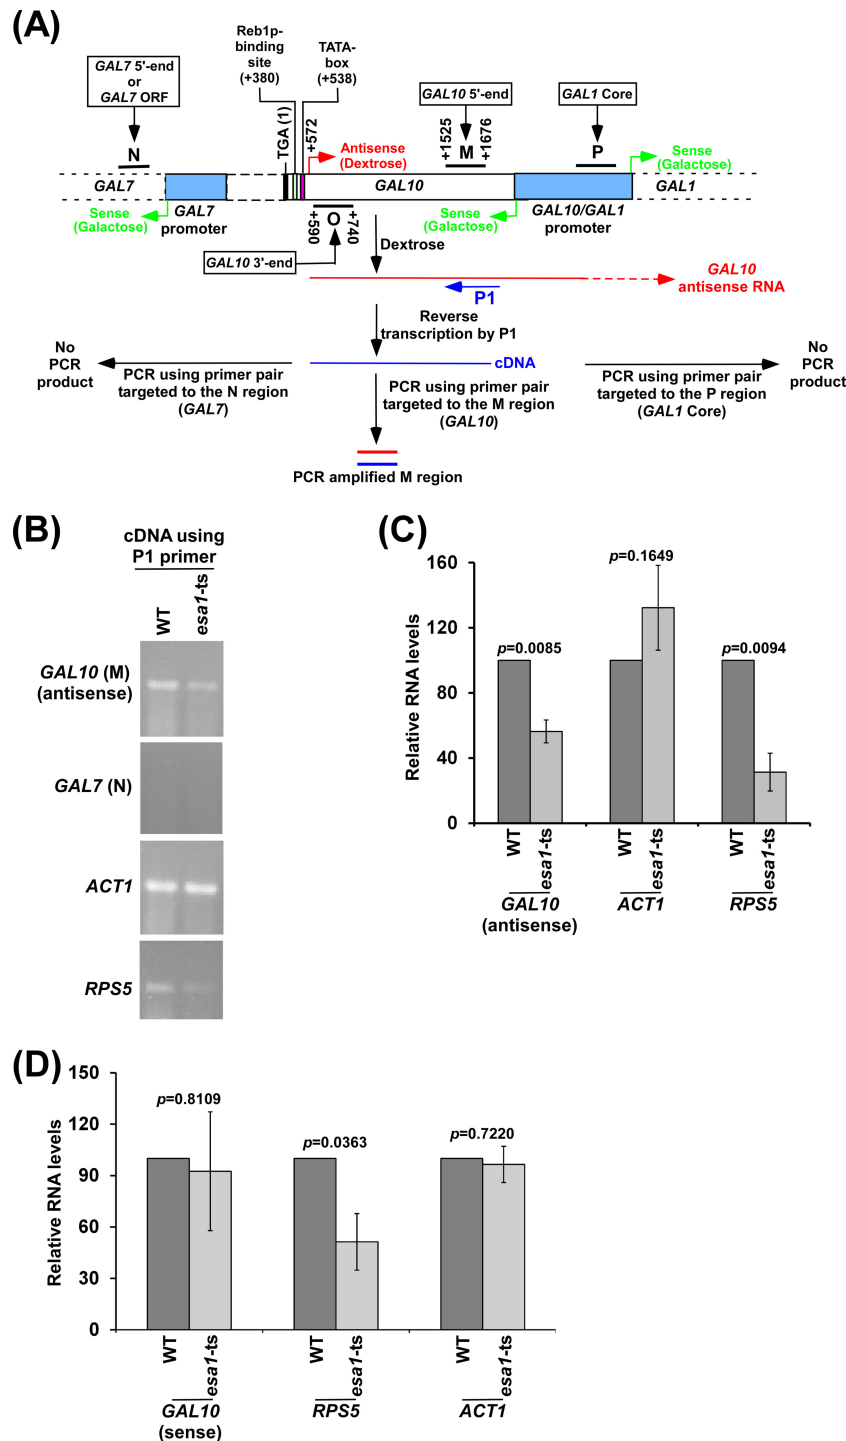 (A)
Reb1p-
binding
site
(+380)
TATA-
box
(+538)
GAL7 5'-end
or
GAL7 ORF
GAL10 5'-end
GAL1 Core
N
TGA (1)
+572
Antisense
(Dextrose)
+1525
M
+1676
P
Sense
(Galactose)
GAL7
GAL10
GAL1
Sense
(Galactose)
GAL7
promoter
+590
O
+740
Sense
(Galactose)
GAL10/GAL1
promoter
GAL10 3'-end
Dextrose
GAL10
antisense RNA
P1
Reverse
transcription by P1
No
PCR
product
cDNA
No
PCR
product
PCR using primer pair
targeted to the N region
(GAL7)
PCR using primer pair
targeted to the M region
(GAL10)
PCR using primer pair
targeted to the P region
(GAL1 Core)
PCR amplified M region
(B)
cDNA using
P1 primer
WT
esa1-ts
GAL10 (M)
(antisense)
GAL7 (N)
ACT1
RPS5
(C)
Relative RNA levels
160
120
80
40
0
p=0.0085
p=0.1649
p=0.0094
WT
esa1-ts
WT
esa1-ts
WT
esa1-ts
GAL10
(antisense)
ACT1
RPS5
(D)
Relative RNA levels
150
120
90
60
30
0
p=0.8109
p=0.0363
p=0.7220
WT
esa1-ts
WT
esa1-ts
WT
esa1-ts
GAL10
(sense)
RPS5
ACT1